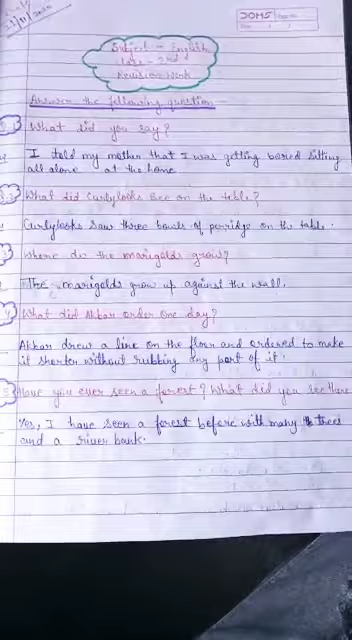 DOMS
Subject - English
Class - 2nd
Revision Work
Answer the following question -
What did you say?
I told my mother that I was getting bored sitting
all alone at the home
What did Curlylocks see on the table?
Curlylocks saw three bowls of porridge on the table.
Where do the marigolds grow?
The marigolds grow up against the wall.
What did Akbar order One day?
Akbar drew a line on the floor and ordered to make
it shorter without rubbing any part of it.
Have you ever seen a forest? What did you see there
Yes, I have seen a forest before with many trees
and a river bank.